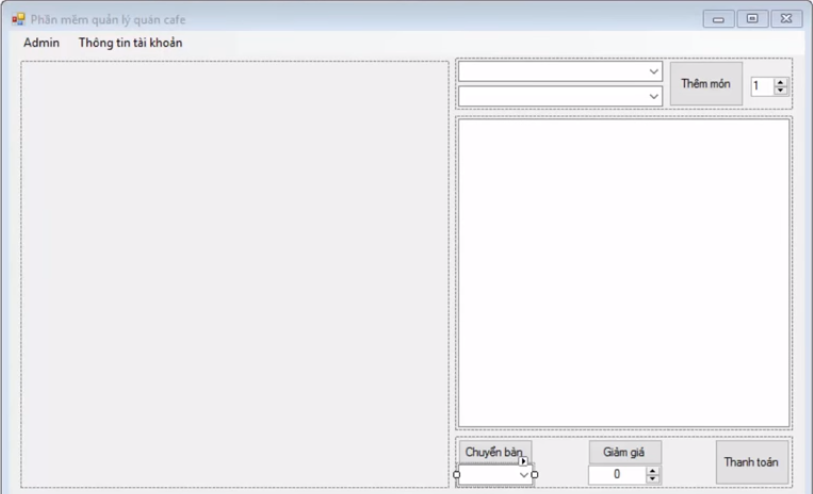 Phần mềm quản lý quán cafe
Admin Thông tin tài khoản
Thêm món
1
Chuyển bàn
Giảm giá
0
Thanh toán